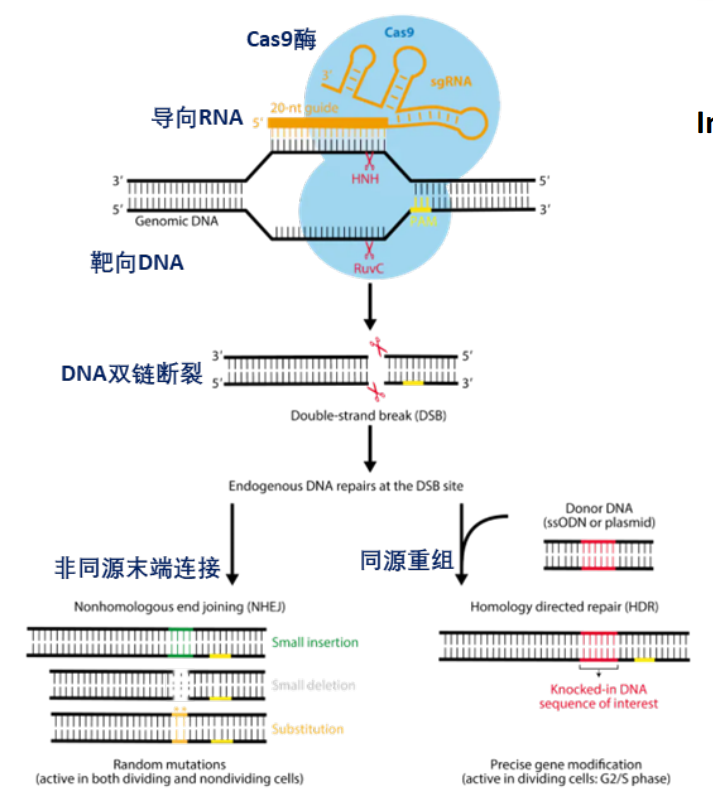 Cas9酶
Cas9
3′
sgRNA
导向RNA
5′
20-nt guide
HNH
3′
5′
5′
Genomic DNA
PAM
3′
靶向DNA
RuvC
DNA双链断裂
3′
5′
5′
3′
Double-strand break (DSB)
Endogenous DNA repairs at the DSB site
Donor DNA
(ssODN or plasmid)
非同源末端连接
同源重组
Nonhomologous end joining (NHEJ)
Homology directed repair (HDR)
Small insertion
Small deletion
Substitution
Knocked-in DNA
sequence of interest
Random mutations
(active in both dividing and nondividing cells)
Precise gene modification
(active in dividing cells: G2/S phase)